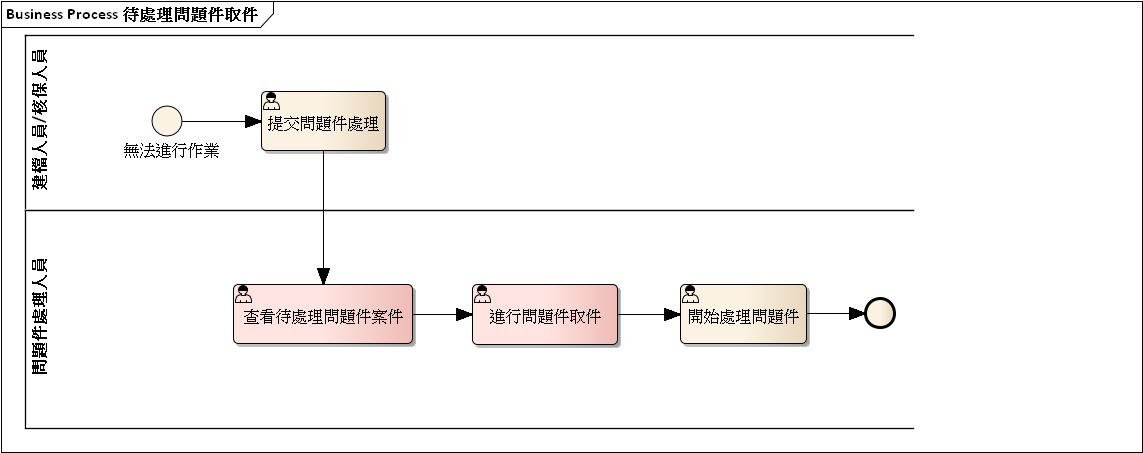 Business Process 待處理問題件取件
建檔人員/核保人員
提交問題件處理
無法進行作業
問題件處理人員
查看待處理問題件案件
進行問題件取件
開始處理問題件